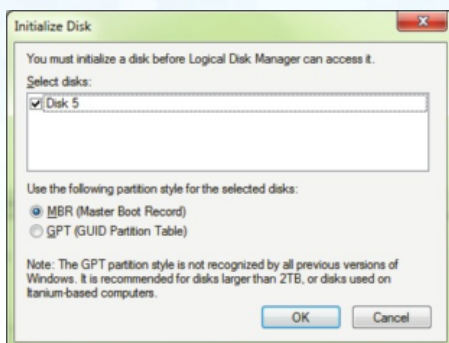 Initialize Disk
You must initialize a disk before Logical Disk Manager can access it.
Select disks:
Disk 5
Use the following partition style for the selected disks:
MBR (Master Boot Record)
GPT (GUID Partition Table)
Note: The GPT partition style is not recognized by all previous versions of
Windows. It is recommended for disks larger than 2TB, or disks used on
Itanium-based computers.
OK Cancel